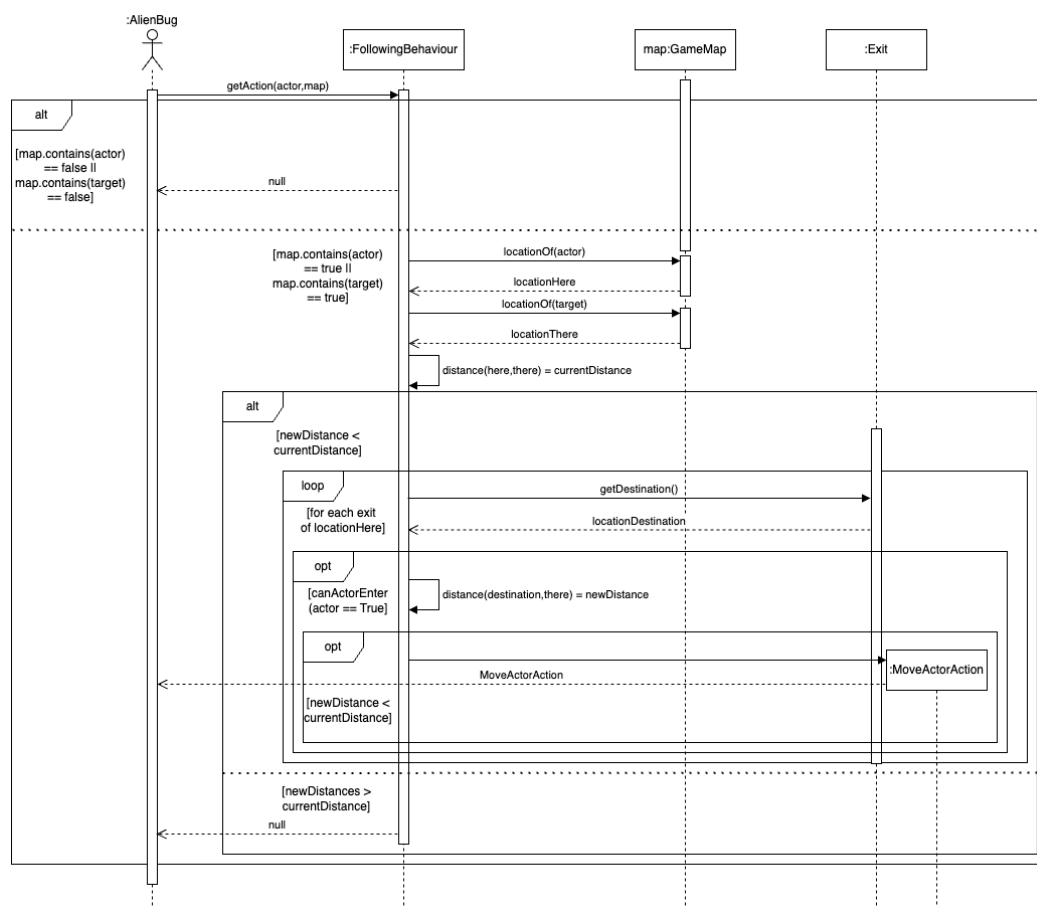 :AlienBug
:FollowingBehaviour
map:GameMap
:Exit
getAction(actor,map)
alt
[map.contains(actor)
== false ||
map.contains(target)
== false]
null
[map.contains(actor)
== true ||
map.contains(target)
== true]
locationOf(actor)
locationHere
locationOf(target)
locationThere
distance(here,there) = currentDistance
alt
[newDistance <
currentDistance]
loop
[for each exit
of locationHere]
getDestination()
locationDestination
opt
[canActorEnter
(actor == True]
distance(destination,there) = newDistance
opt
MoveActorAction
:MoveActorAction
[newDistance <
currentDistance]
[newDistances >
currentDistance]
null